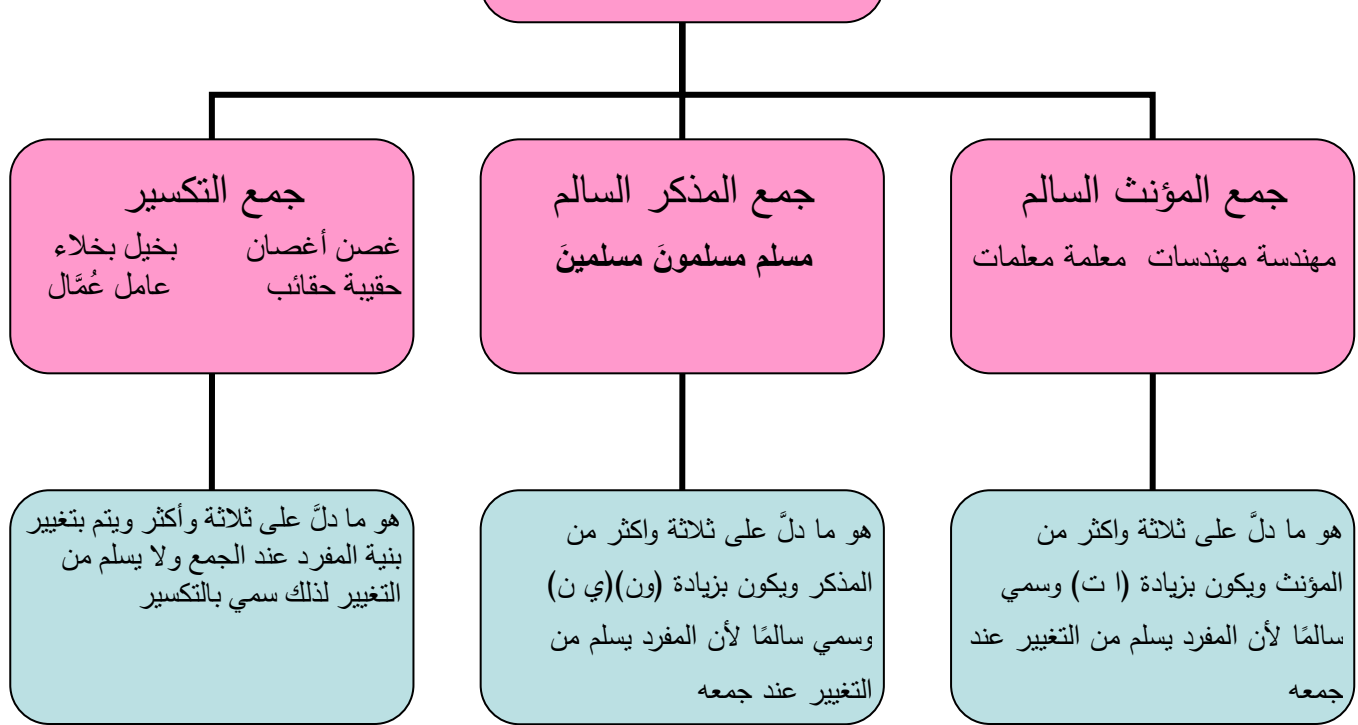 جمع المؤنث السالم
مهندسة مهندسات معلمة معلمات
جمع المذكر السالم
مسلم مسلمونَ مسلمينَ
جمع التكسير
غصن أغصان بخيل بخلاء
حقيبة حقائب عامل عُمَّال
هو ما دلَّ على ثلاثة واكثر من
المؤنث ويكون بزيادة (ا ت) وسمي
سالمًا لأن المفرد يسلم من التغيير عند
جمعه
هو ما دلَّ على ثلاثة واكثر من
المذكر ويكون بزيادة (ون)(ي ن)
وسمي سالمًا لأن المفرد يسلم من
التغيير عند جمعه
هو ما دلَّ على ثلاثة وأكثر ويتم بتغيير
بنية المفرد عند الجمع ولا يسلم من
التغيير لذلك سمي بالتكسير